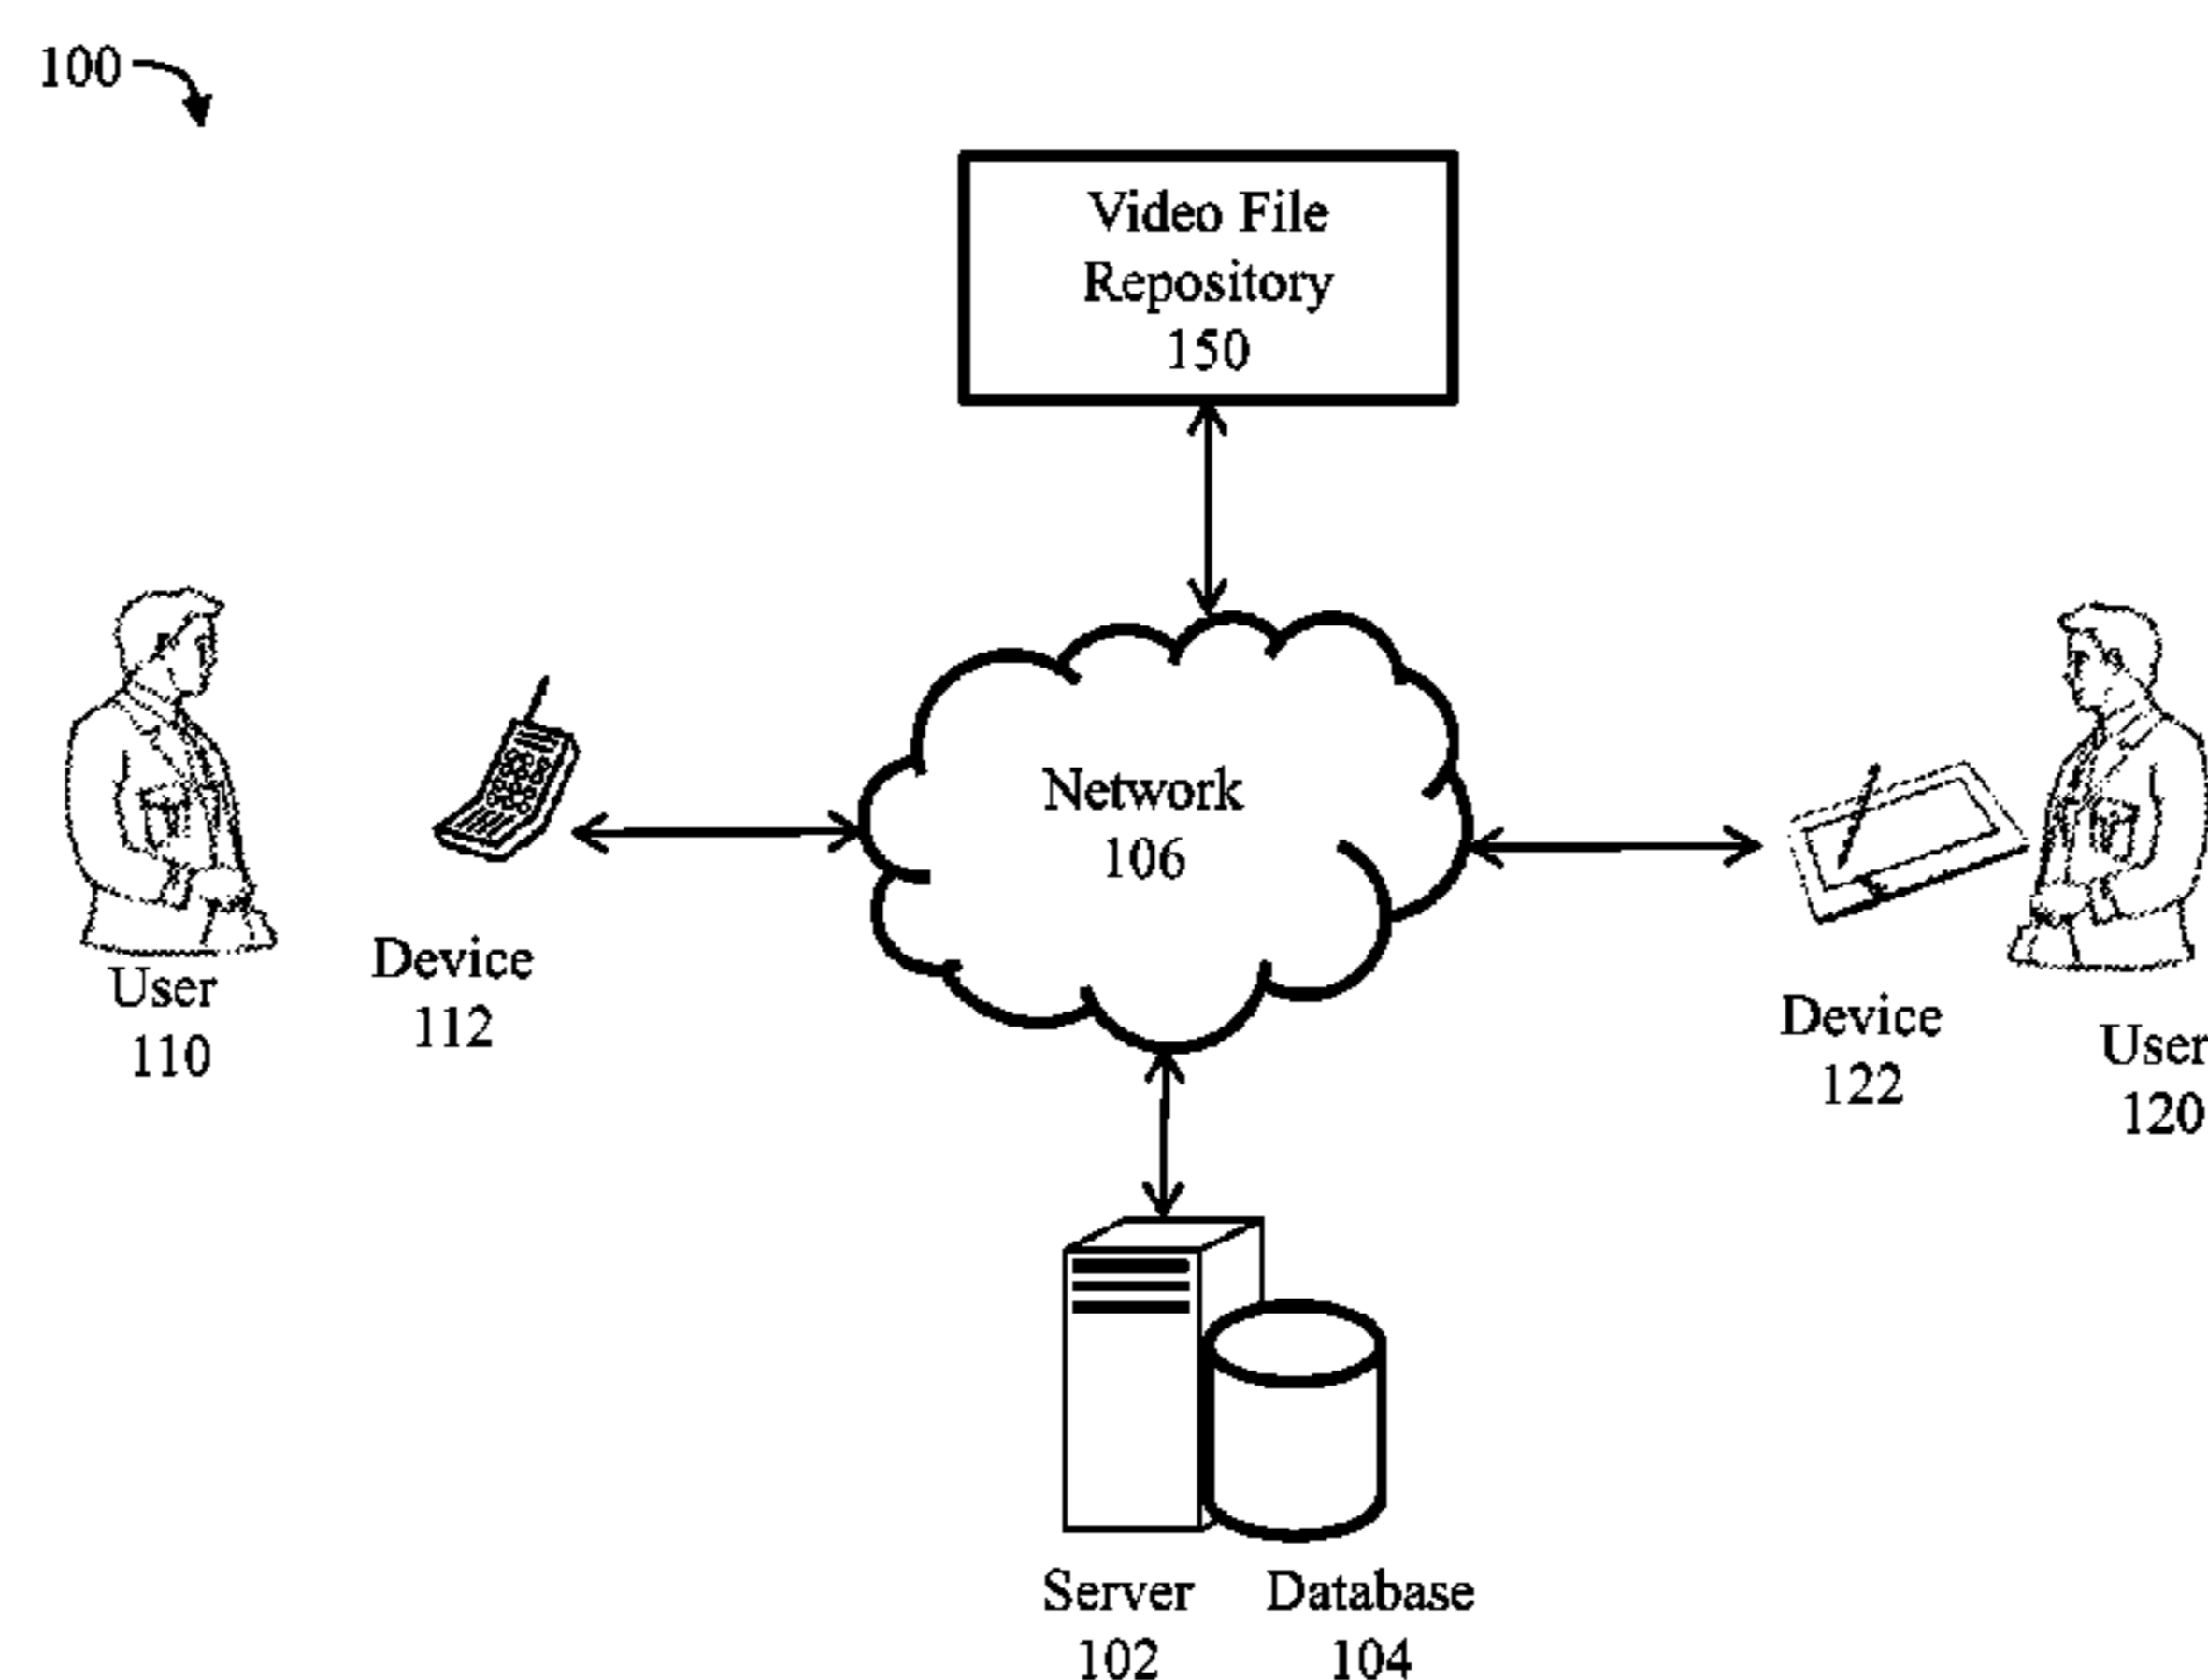 100
Video File
Repository
150
Network
106
User
110
Device
112
Device
122
User
120
Server
102
Database
104